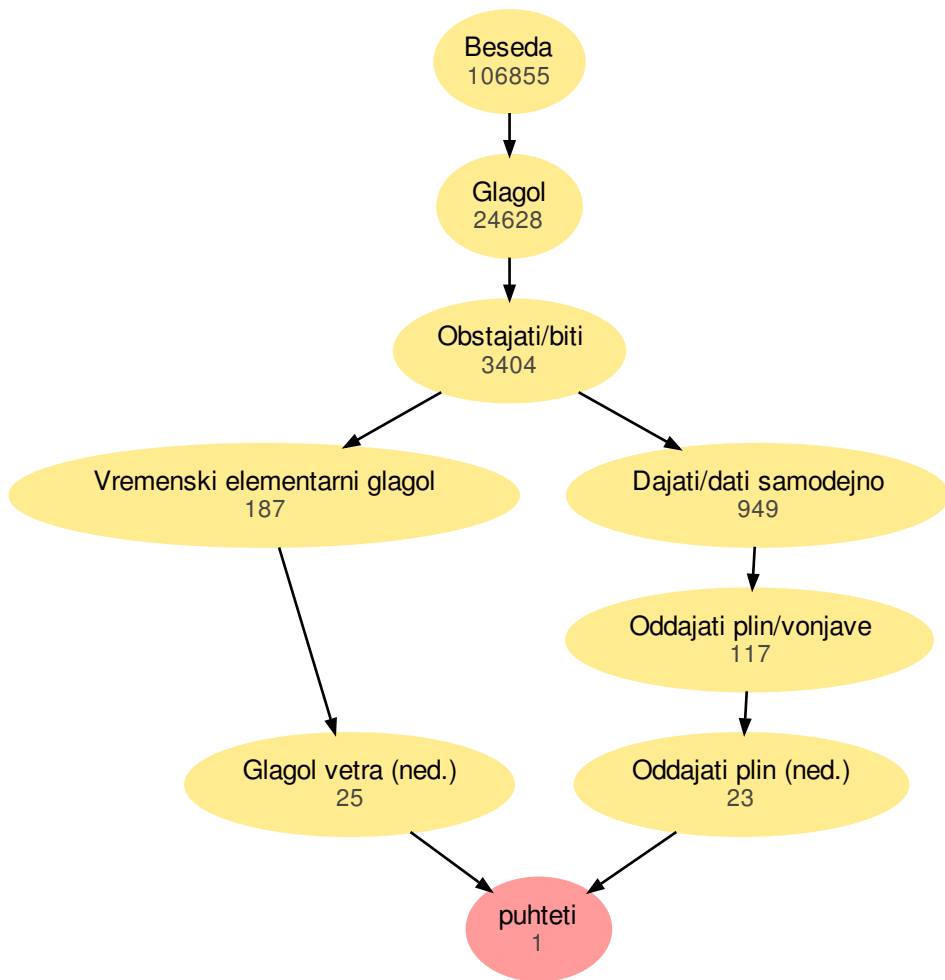 Beseda
106855
Glagol
24628
Obstajati/biti
3404
Vremenski elementarni glagol
187
Dajati/dati samodejno
949
Oddajati plin/vonjave
117
Glagol vetra (ned.)
25
Oddajati plin (ned.)
23
puhteti
1